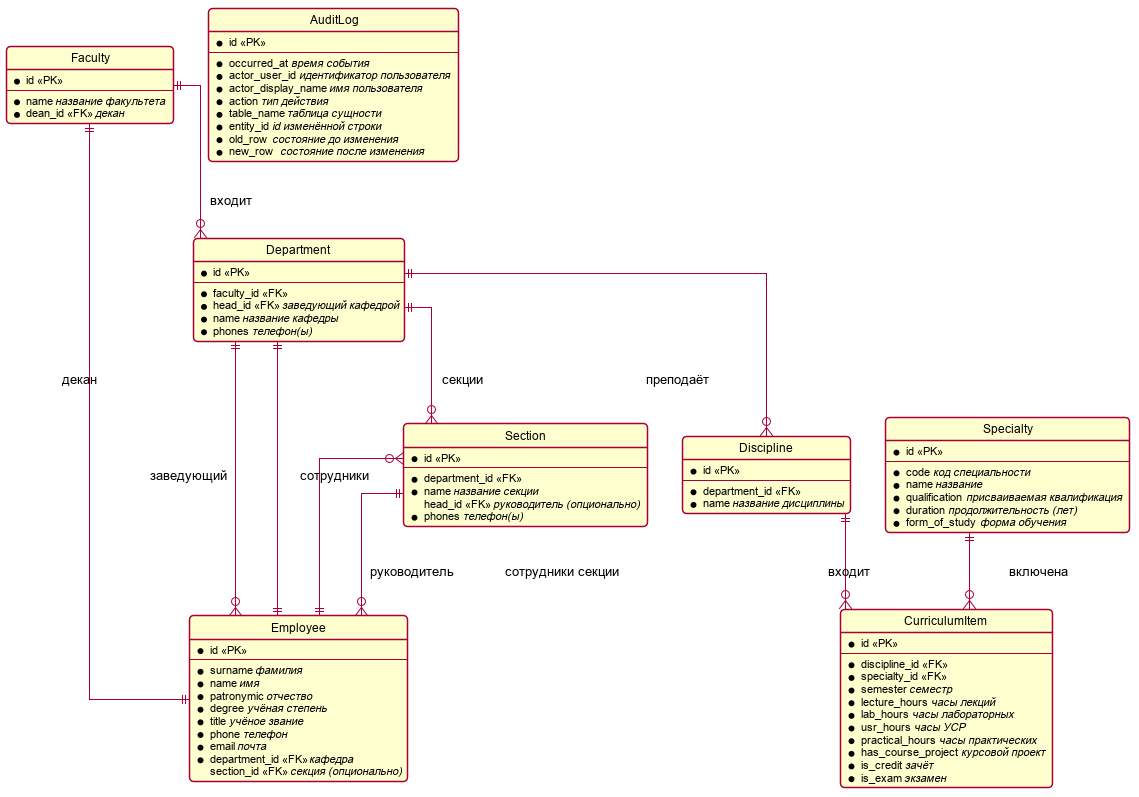 AuditLog
id «PK»
occurred_at время события
actor_user_id идентификатор пользователя
actor_display_name имя пользователя
action тип действия
table_name таблица сущности
entity_id id изменённой строки
old_row состояние до изменения
new_row состояние после изменения
Faculty
id «PK»
name название факультета
dean_id «FK» декан
входит
Department
id «PK»
faculty_id «FK»
head_id «FK» заведующий кафедрой
name название кафедры
phones телефон(ы)
декан
секции
преподаёт
Section
id «PK»
department_id «FK»
name название секции
head_id «FK» руководитель (опционально)
phones телефон(ы)
Discipline
id «PK»
department_id «FK»
name название дисциплины
Specialty
id «PK»
code код специальности
name название
qualification присваиваемая квалификация
duration продолжительность (лет)
form_of_study форма обучения
заведующий
сотрудники
руководитель
сотрудники секции
входит
включена
Employee
id «PK»
surname фамилия
name имя
patronymic отчество
degree учёная степень
title учёное звание
phone телефон
email почта
department_id «FK» кафедра
section_id «FK» секция (опционально)
CurriculumItem
id «PK»
discipline_id «FK»
specialty_id «FK»
semester семестр
lecture_hours часы лекций
lab_hours часы лабораторных
usr_hours часы УСР
practical_hours часы практических
has_course_project курсовой проект
is_credit зачёт
is_exam экзамен